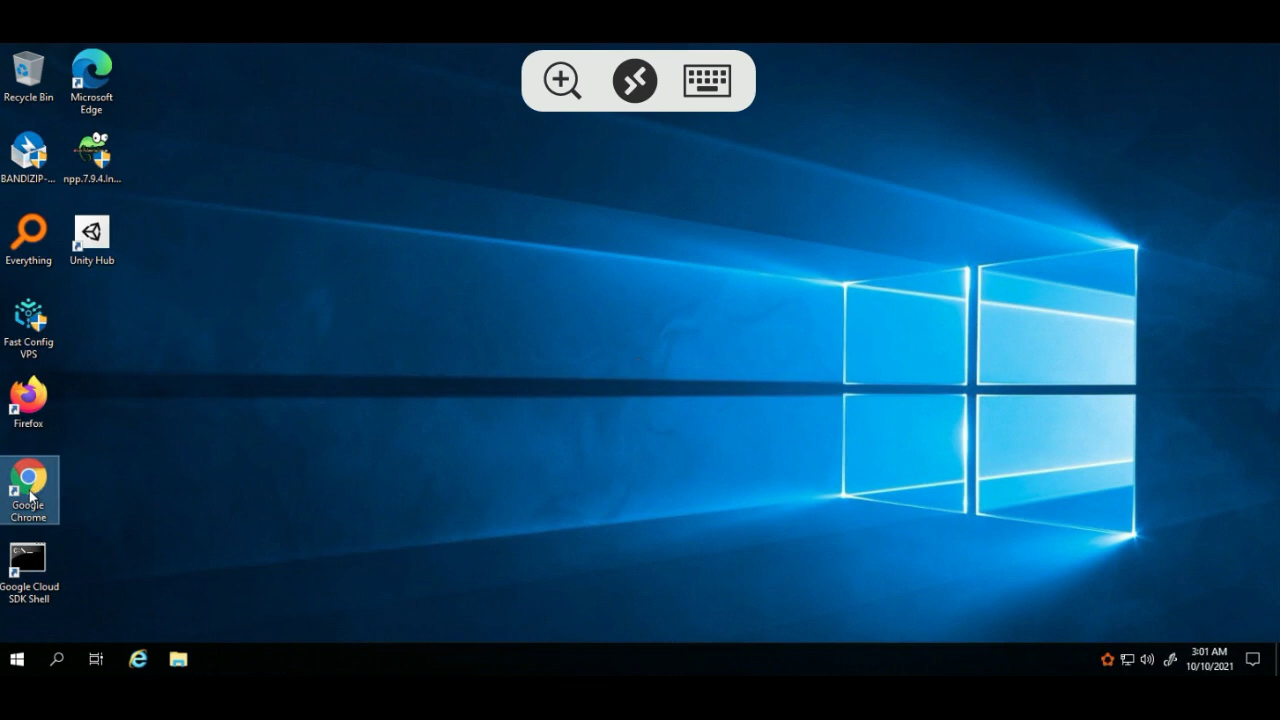 Recycle Bin
Microsoft
Edge
BANDIZIP-...
npp.7.9.4.In...
Everything
Unity Hub
Fast Config
VPS
Firefox
Google
Chrome
Google Cloud
SDK Shell
3:01 AM
10/10/2021